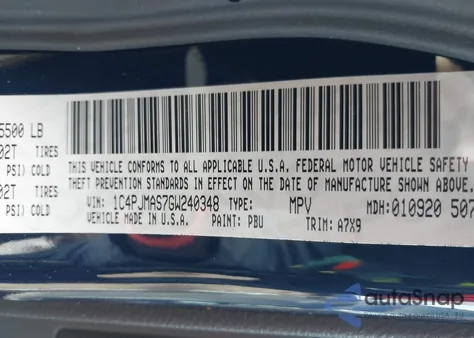 5500 LB
02T TIRES
PSI) COLD
02T TIRES
PSI) COLD
THIS VEHICLE CONFORMS TO ALL APPLICABLE U.S.A. FEDERAL MOTOR VEHICLE SAFETY
THEFT PREVENTION STANDARDS IN EFFECT ON THE DATE OF MANUFACTURE SHOWN ABOVE.
VIN: 1C4PJMAS7GW240348 TYPE: MPV MDH: 010920 507
VEHICLE MADE IN U.S.A. PAINT: PBU TRIM: A7X9
autoSnap